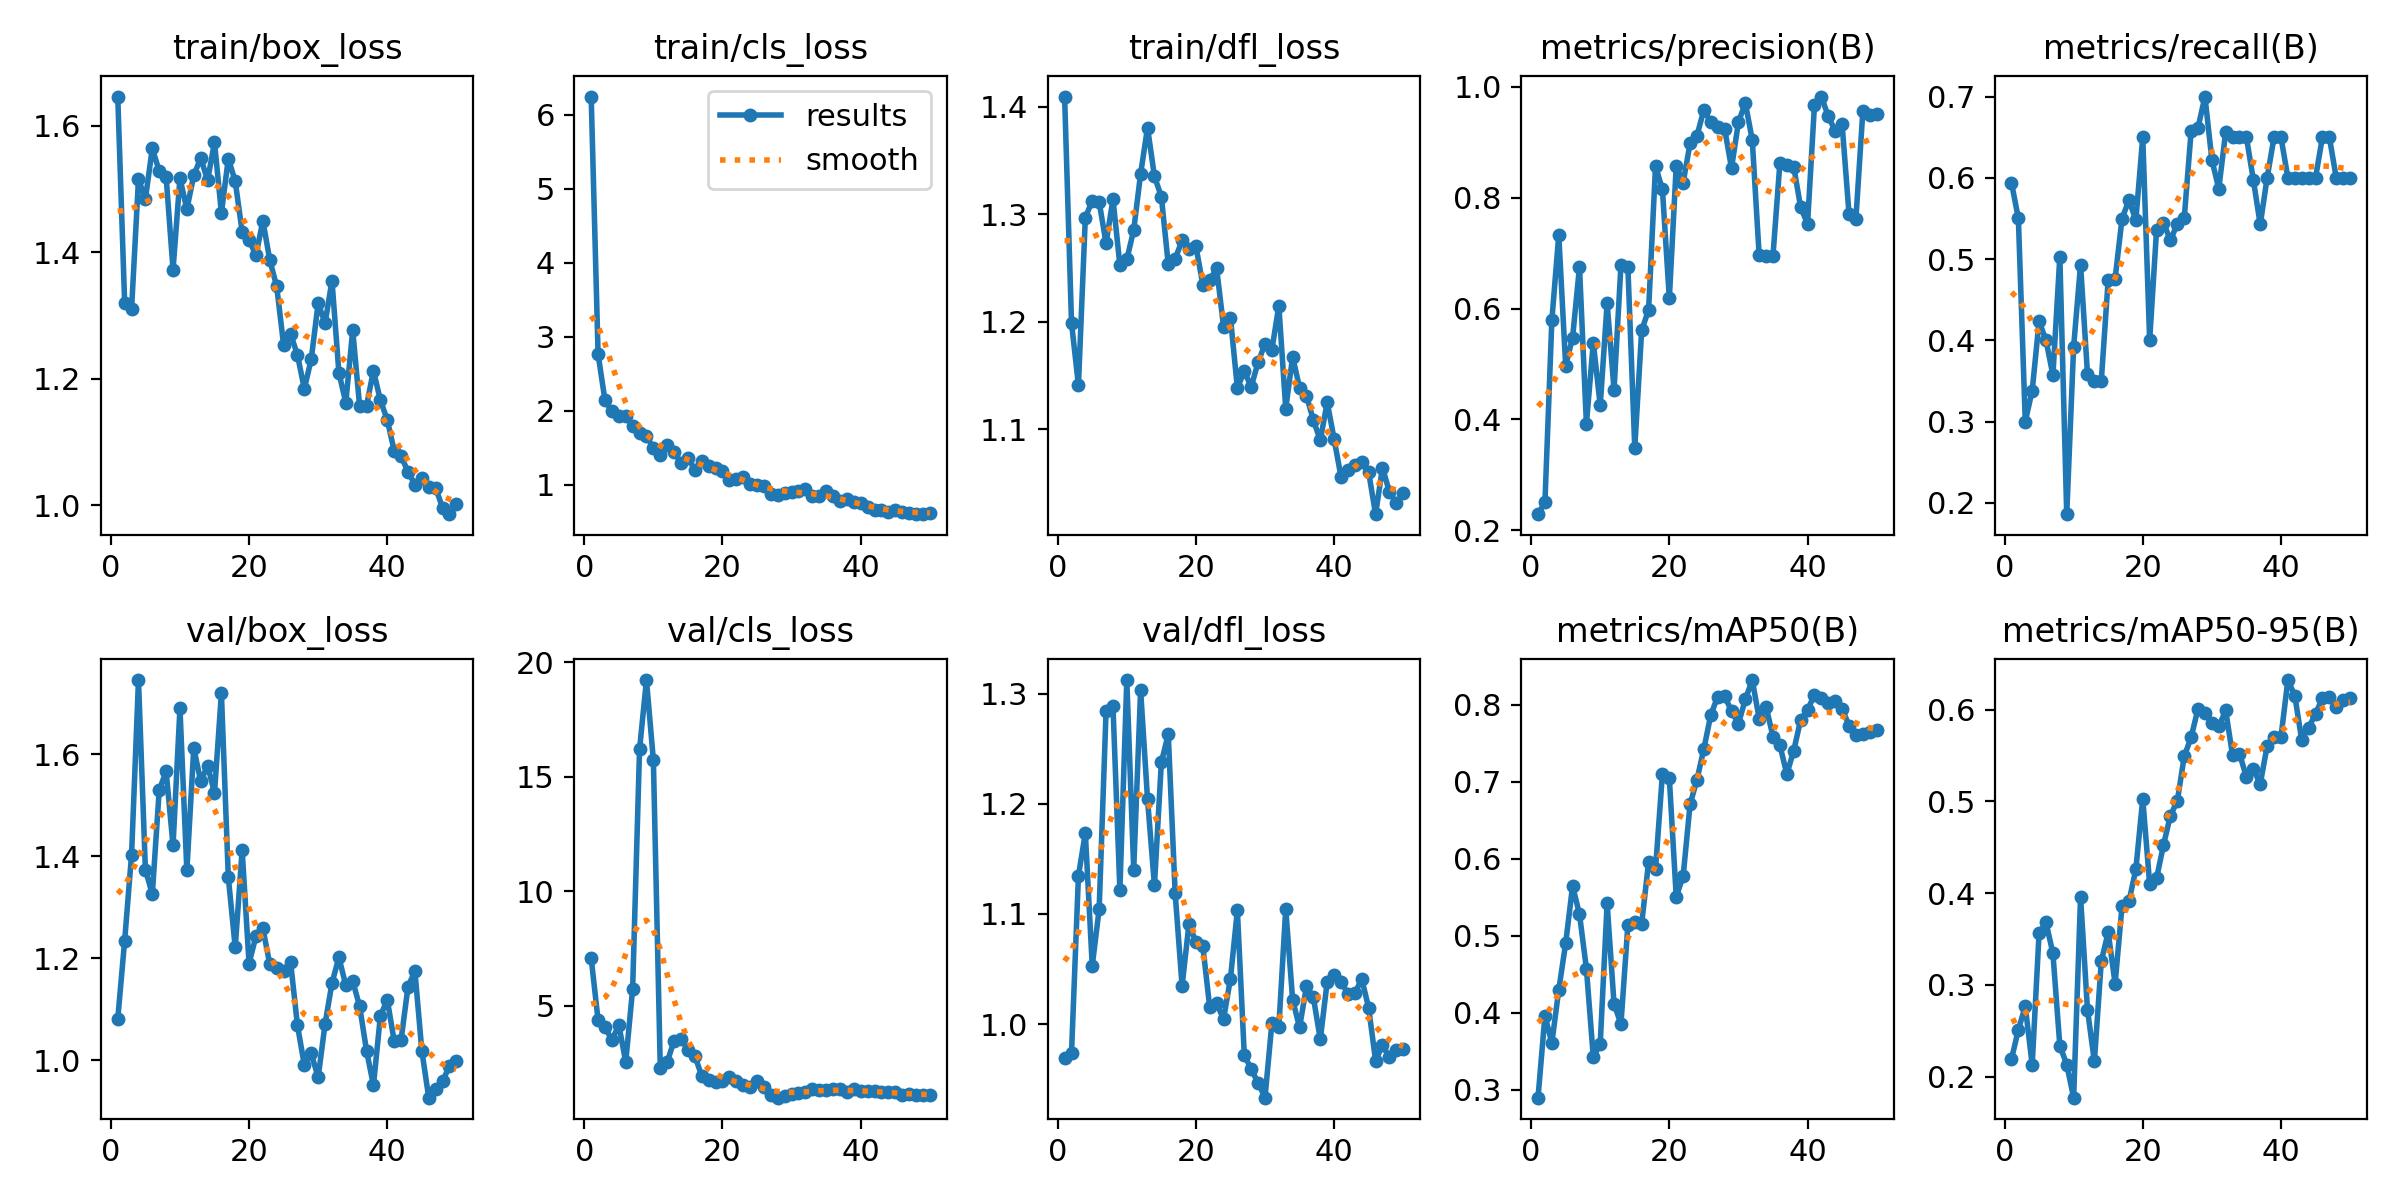 train/box_loss
1.6
1.4
1.2
1.0
0 20 40
train/cls_loss
results
smooth
6
5
4
3
2
1
0 20 40
train/dfl_loss
1.4
1.3
1.2
1.1
0 20 40
metrics/precision(B)
1.0
0.8
0.6
0.4
0.2
0 20 40
metrics/recall(B)
0.7
0.6
0.5
0.4
0.3
0.2
0 20 40
val/box_loss
1.6
1.4
1.2
1.0
0 20 40
val/cls_loss
20
15
10
5
0 20 40
val/dfl_loss
1.3
1.2
1.1
1.0
0 20 40
metrics/mAP50(B)
0.8
0.7
0.6
0.5
0.4
0.3
0 20 40
metrics/mAP50-95(B)
0.6
0.5
0.4
0.3
0.2
0 20 40